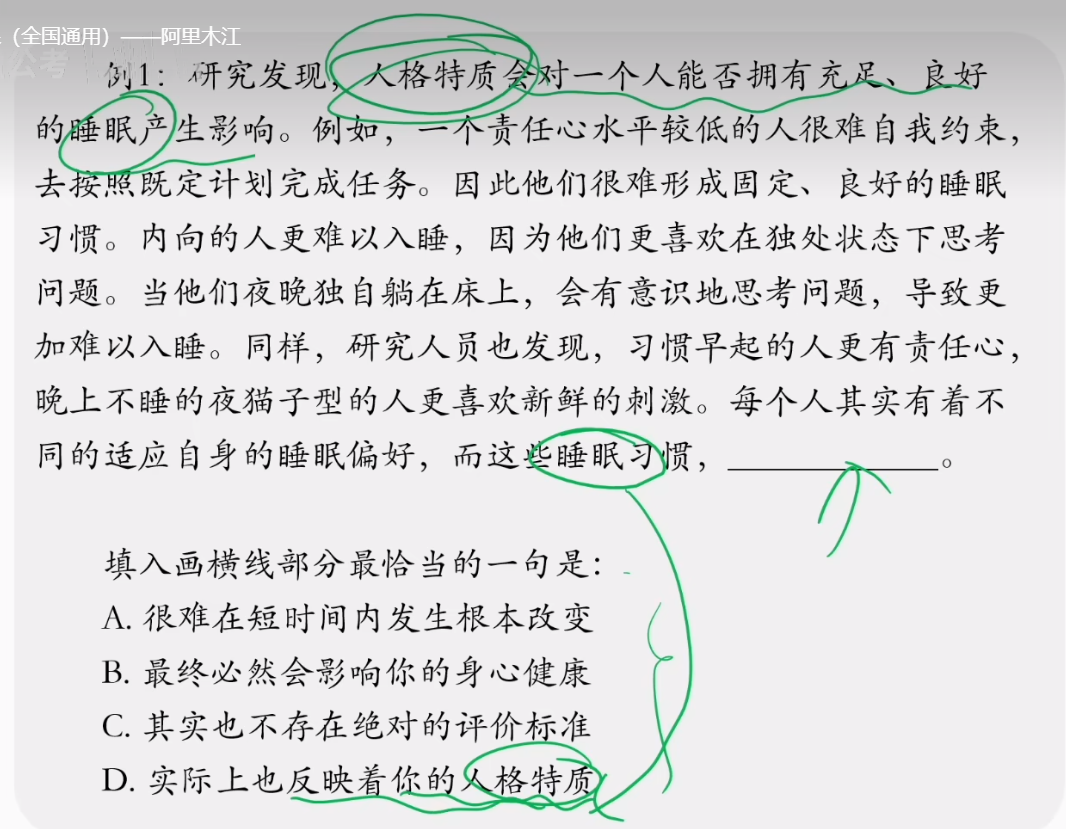 （全国通用）——阿里木江
公考
例1：研究发现，人格特质会对一个人能否拥有充足、良好
的睡眠产生影响。例如，一个责任心水平较低的人很难自我约束，
去按照既定计划完成任务。因此他们很难形成固定、良好的睡眠
习惯。内向的人更难以入睡，因为他们更喜欢在独处状态下思考
问题。当他们夜晚独自躺在床上，会有意识地思考问题，导致更
加难以入睡。同样，研究人员也发现，习惯早起的人更有责任心，
晚上不睡的夜猫子型的人更喜欢新鲜的刺激。每个人其实有着不
同的适应自身的睡眠偏好，而这些睡眠习惯，____________。
填入画横线部分最恰当的一句是：
A. 很难在短时间内发生根本改变
B. 最终必然会影响你的身心健康
C. 其实也不存在绝对的评价标准
D. 实际上也反映着你的人格特质